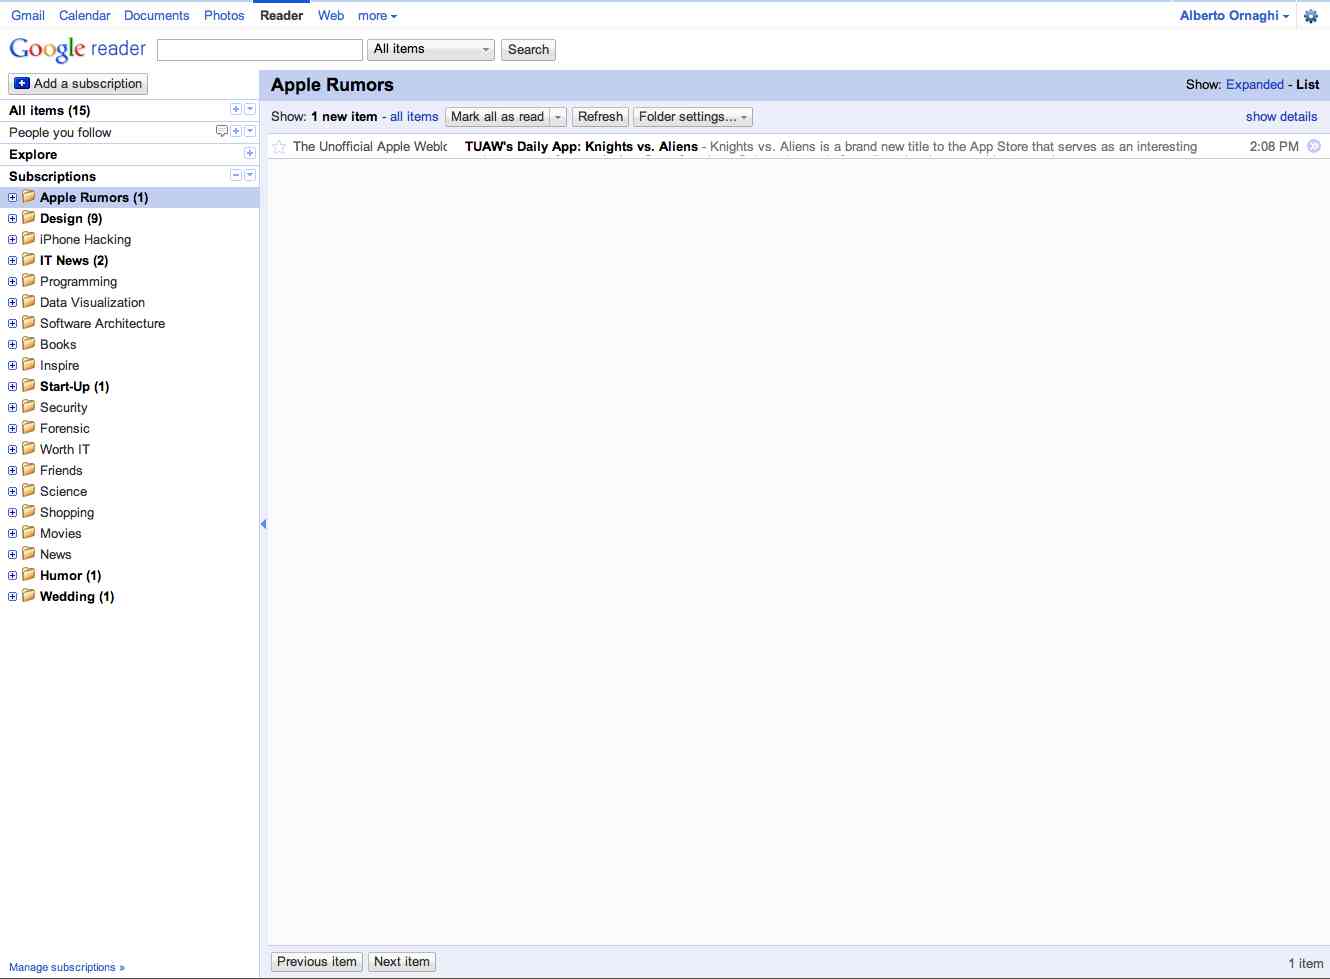 Gmail Calendar Documents Photos Reader Web more Alberto Ornaghi
Google reader All items Search
Add a subscription
All items (15)
People you follow
Explore
Subscriptions
Apple Rumors (1)
Design (9)
iPhone Hacking
IT News (2)
Programming
Data Visualization
Software Architecture
Books
Inspire
Start-Up (1)
Security
Forensic
Worth IT
Friends
Science
Shopping
Movies
News
Humor (1)
Wedding (1)
Manage subscriptions »
Apple Rumors Show: Expanded - List
Show: 1 new item - all items Mark all as read Refresh Folder settings... show details
The Unofficial Apple TUAW's Daily App: Knights vs. Aliens - Knights vs. Aliens is a brand new title to the App Store that serves as an interesting 2:08 PM
Previous item Next item 1 item